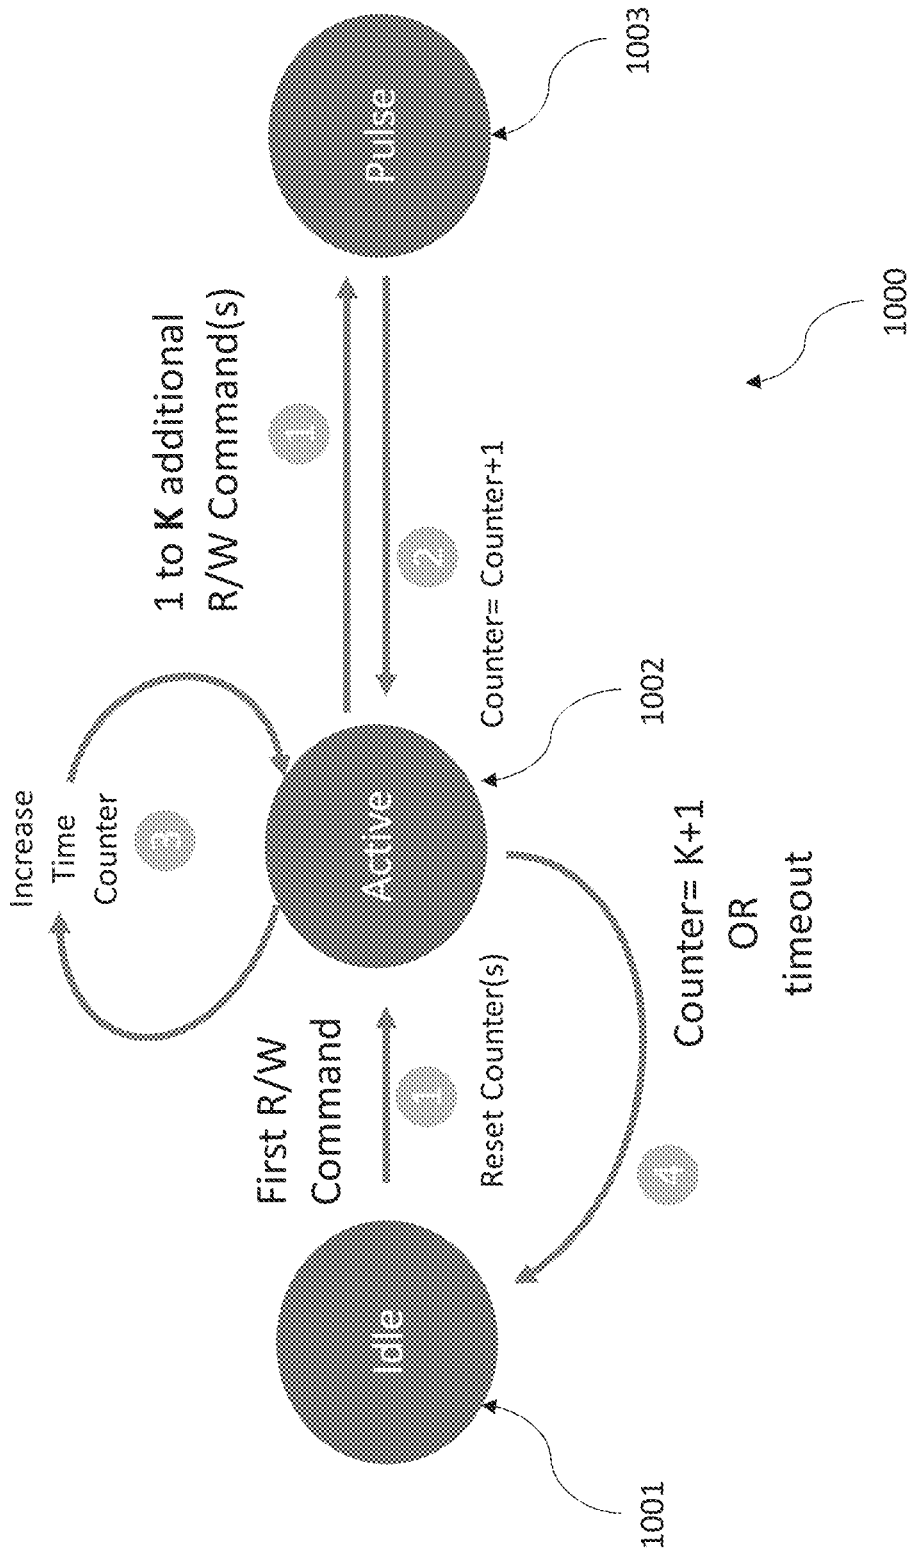 Increase
Time
Counter
3
1 to K additional
R/W Command(s)
1
First R/W
Command
1
Reset Counter(s)
Idle
Active
Pulse
2
Counter= Counter+1
4
Counter= K+1
OR
timeout
1001
1002
1003
1000